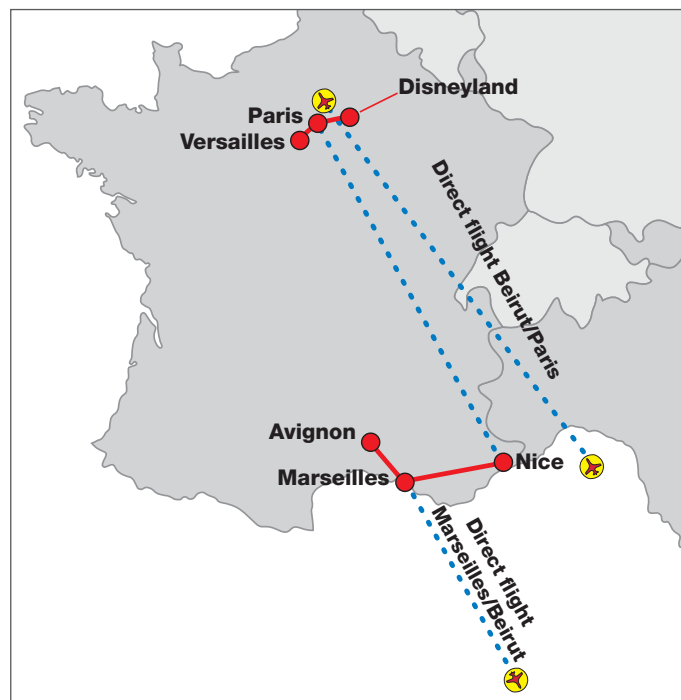 Disneyland
Paris
Versailles
Direct flight Beirut/Paris
Avignon
Nice
Marseilles
Direct flight
Marseilles/Beirut